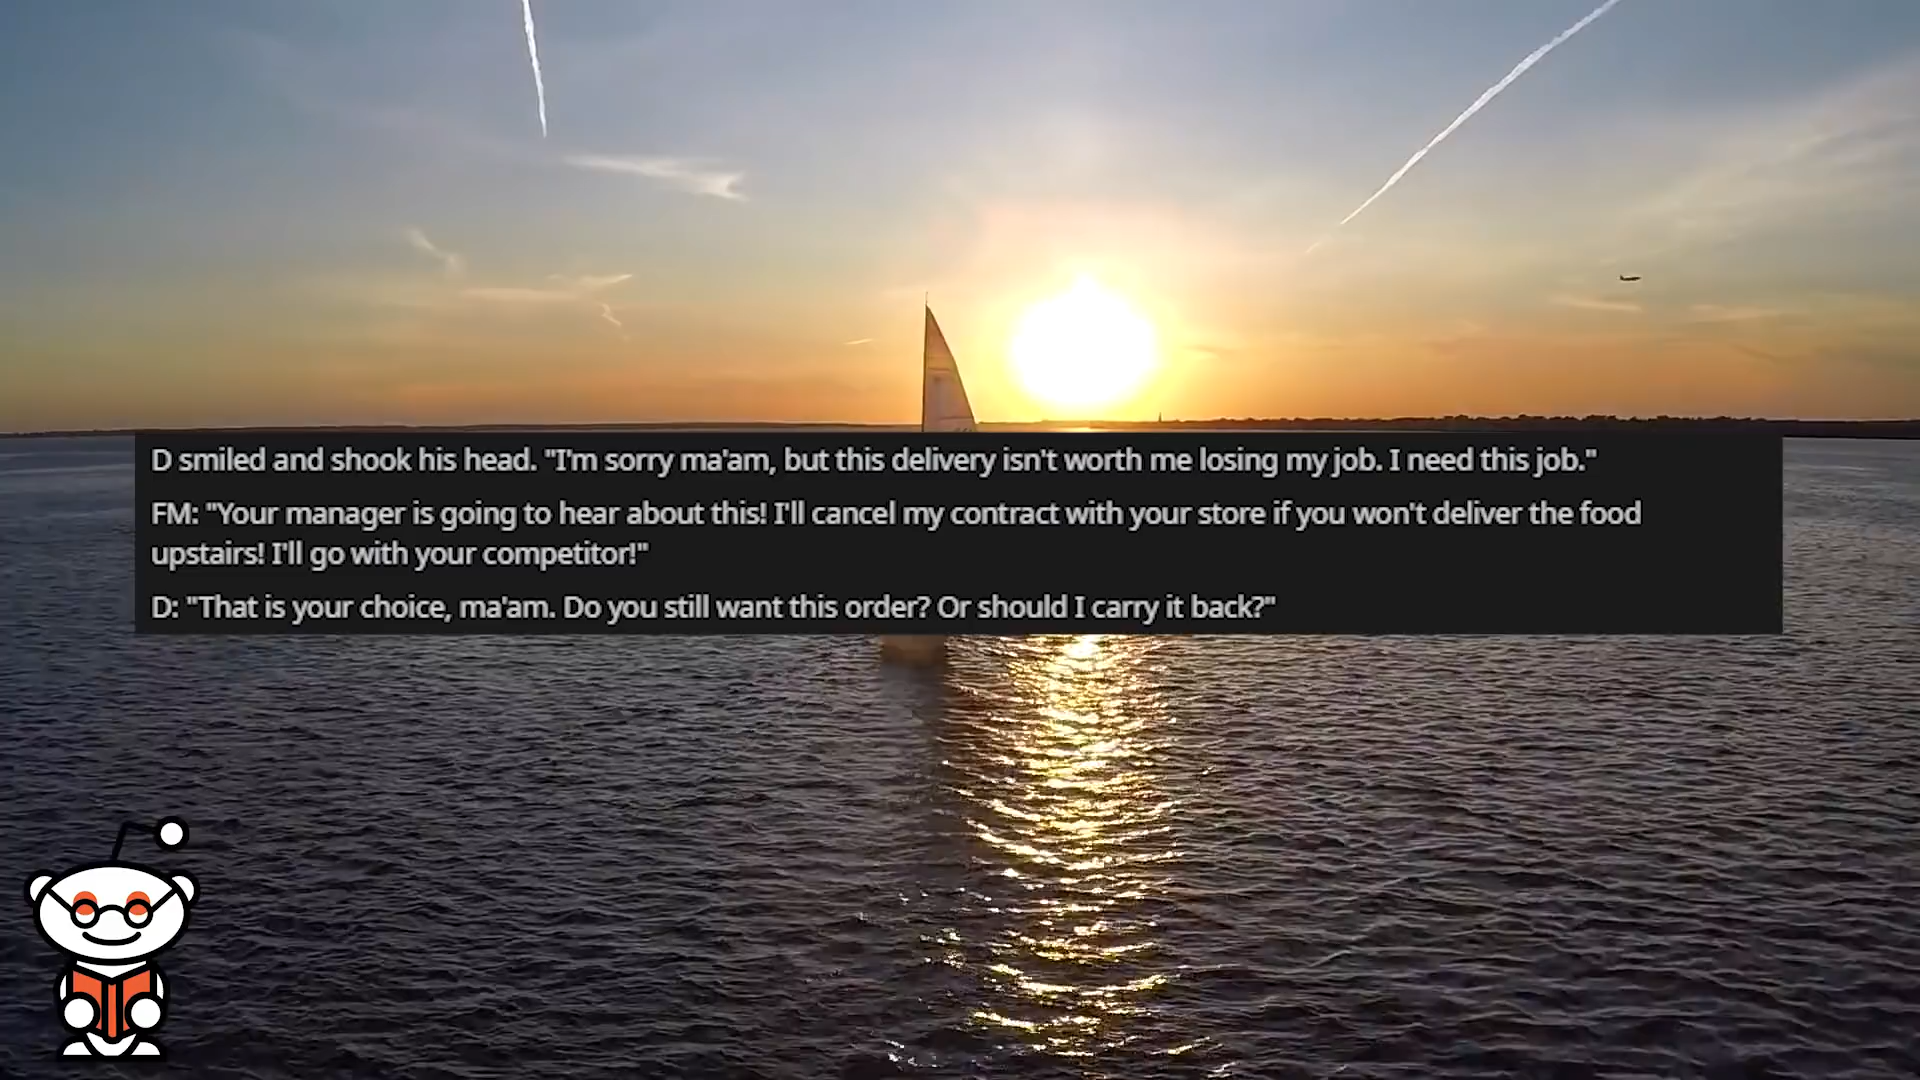 D smiled and shook his head. "I'm sorry ma'am, but this delivery isn't worth me losing my job. I need this job."
FM: "Your manager is going to hear about this! I'll cancel my contract with your store if you won't deliver the food
upstairs! I'll go with your competitor!"
D: "That is your choice, ma'am. Do you still want this order? Or should I carry it back?"